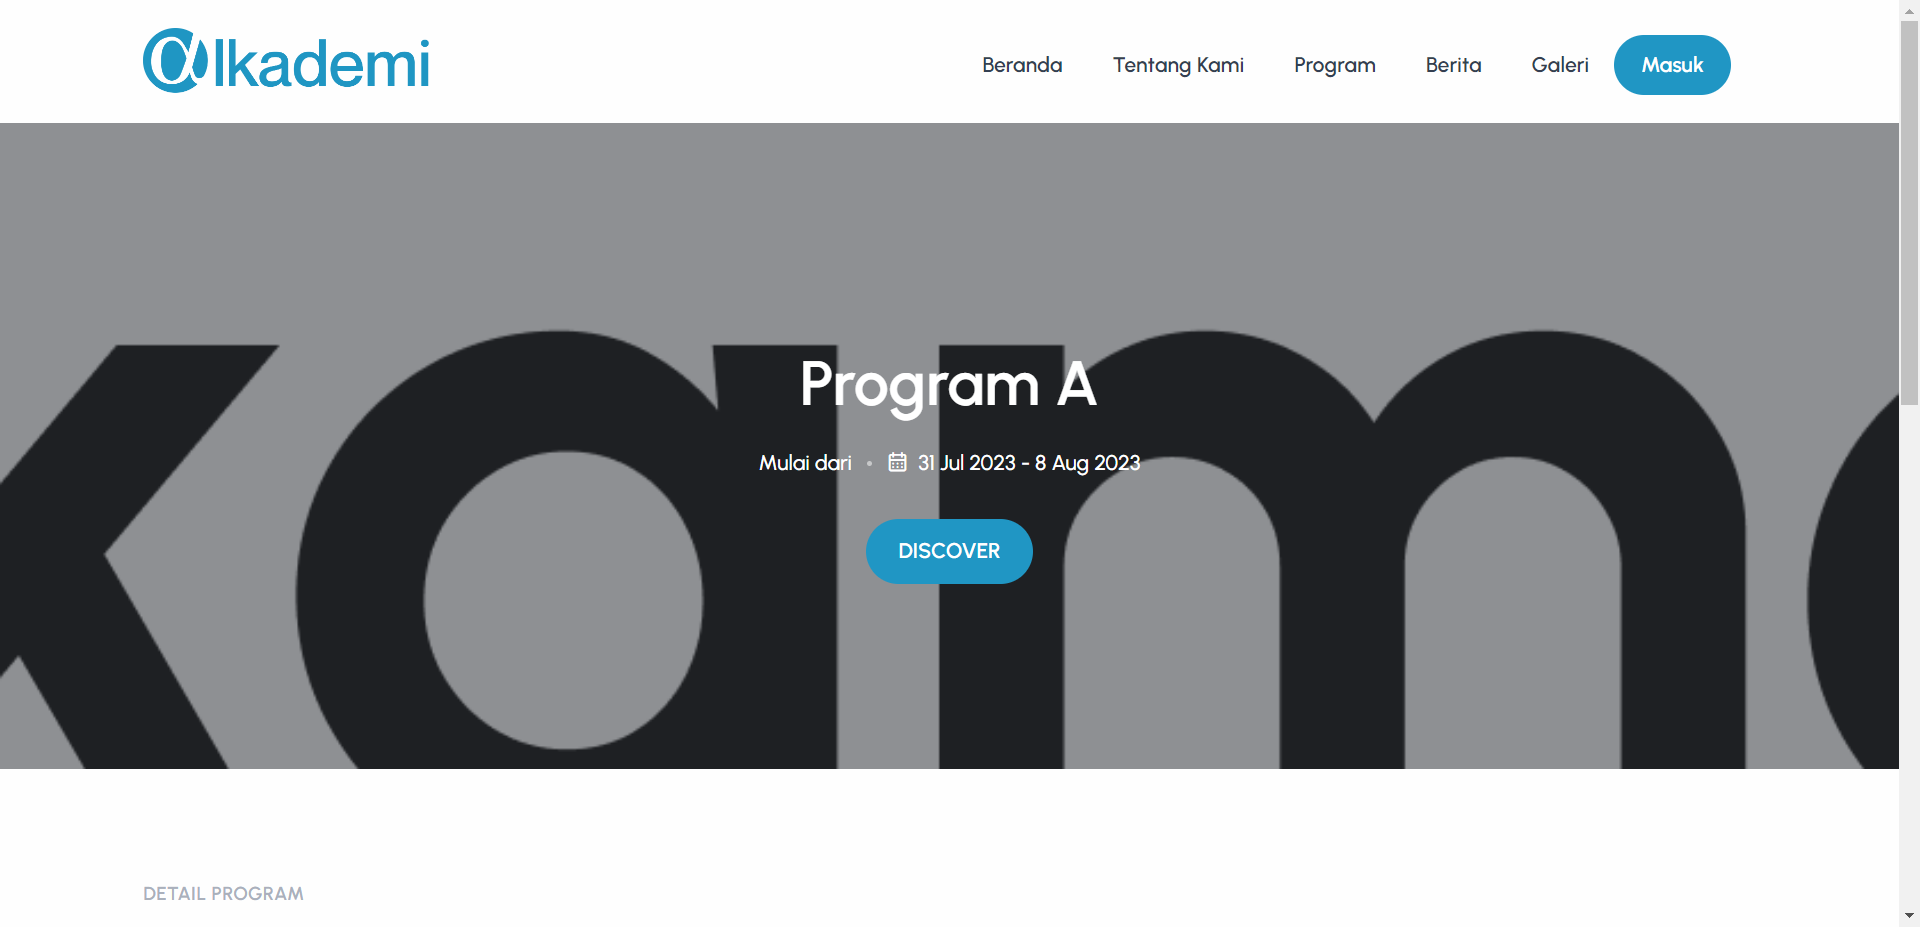 @lkademi
Beranda Tentang Kami Program Berita Galeri Masuk
kama
Program A
Mulai dari • 31 Jul 2023 - 8 Aug 2023
DISCOVER
DETAIL PROGRAM